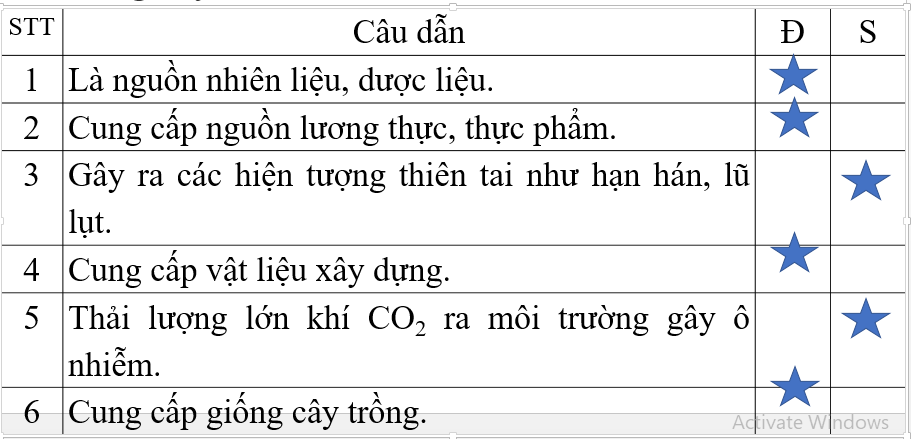 STT Câu dẫn Đ S
1 Là nguồn nhiên liệu, dược liệu.
2 Cung cấp nguồn lương thực, thực phẩm.
3 Gây ra các hiện tượng thiên tai như hạn hán, lũ
lụt.
4 Cung cấp vật liệu xây dựng.
5 Thải lượng lớn khí CO₂ ra môi trường gây ô
nhiễm.
6 Cung cấp giống cây trồng.
Activate Windows